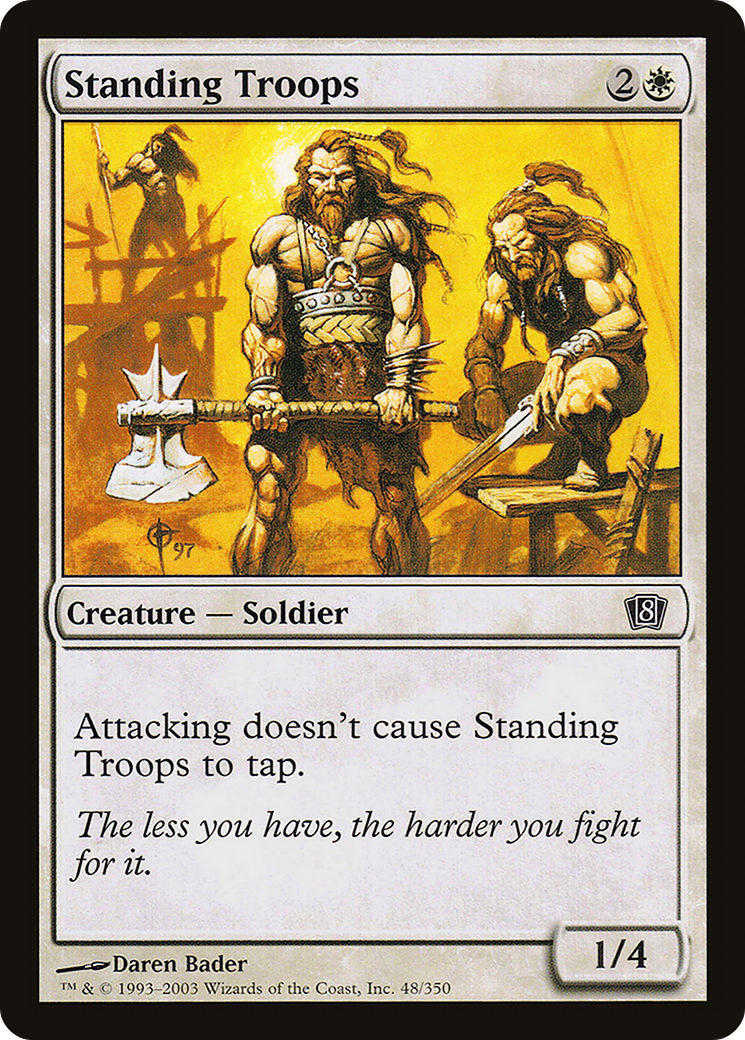 Standing Troops 2
97
Creature — Soldier 8
Attacking doesn't cause Standing
Troops to tap.
The less you have, the harder you fight
for it.
1/4
Daren Bader
™ & © 1993–2003 Wizards of the Coast, Inc. 48/350